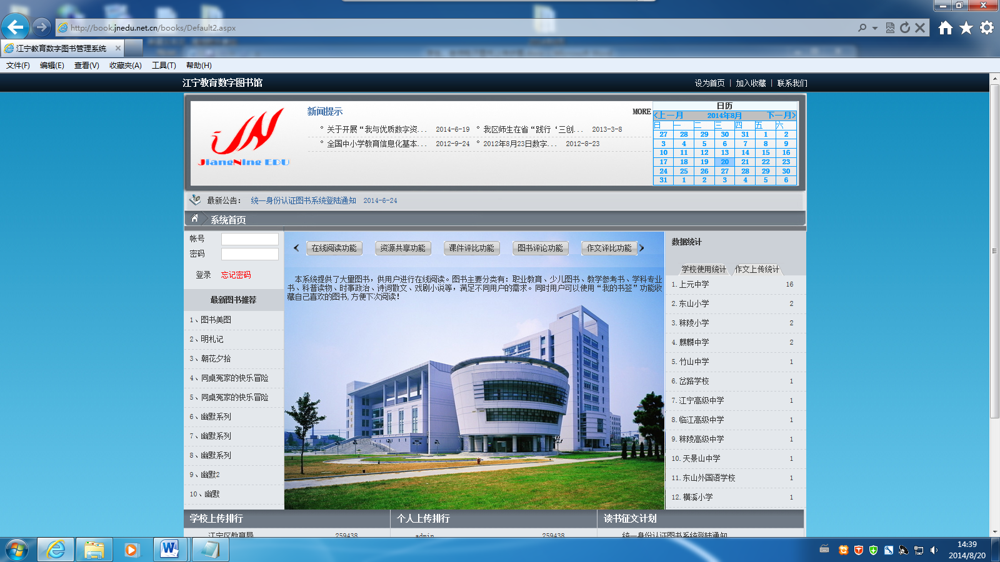 http://book.jnedu.net.cn/books/Default2.aspx
江宁教育数字图书管理系统
文件(F) 编辑(E) 查看(V) 收藏夹(A) 工具(T) 帮助(H)
江宁教育数字图书馆
设为首页 | 加入收藏 | 联系我们
JiangNing EDU
新闻提示
MORE
° 关于开展“我与优质数字资... 2014-6-19 ° 我区师生在省“践行‘三创... 2013-3-8
° 全国中小学教育信息化基本... 2012-9-24 ° 2012年8月23日数字... 2012-8-23
日历
<上一月 2014年8月 下一月>
日 一 二 三 四 五 六
27 28 29 30 31 1 2
3 4 5 6 7 8 9
10 11 12 13 14 15 16
17 18 19 20 21 22 23
24 25 26 27 28 29 30
31 1 2 3 4 5 6
最新公告： 统一身份认证图书系统登陆通知 2014-6-24
系统首页
帐号
密码
登录 忘记密码
最新图书推荐
1、图书美图
2、明札记
3、朝花夕拾
4、同桌冤家的快乐冒险
5、同桌冤家的快乐冒险
6、幽默系列
7、幽默系列
8、幽默系列
9、幽默2
10、幽默
在线阅读功能 资源共享功能 课件评比功能 图书评论功能 作文评比功能
本系统提供了大量图书，供用户进行在线阅读。图书主要分类有：职业教育、少儿图书、教学参考书、学科专业
书、科普读物、时事政治、诗词散文、戏剧小说等，满足不同用户的需求。同时用户可以使用“我的书签”功能收
藏自己喜欢的图书,方便下次阅读!
数据统计
学校使用统计 作文上传统计
1. 上元中学 16
2. 东山小学 2
3. 秣陵小学 2
4. 麒麟中学 2
5. 竹山中学 1
6. 岔路学校 1
7. 江宁高级中学 1
8. 临江高级中学 1
9. 秣陵高级中学 1
10. 天景山中学 1
11. 东山外国语学校 1
12. 横溪小学 1
学校上传排行
江宁区教育局 259438
个人上传排行
admin 259438
读书征文计划
统一身份认证图书系统登陆通知
14:39
2014/8/20